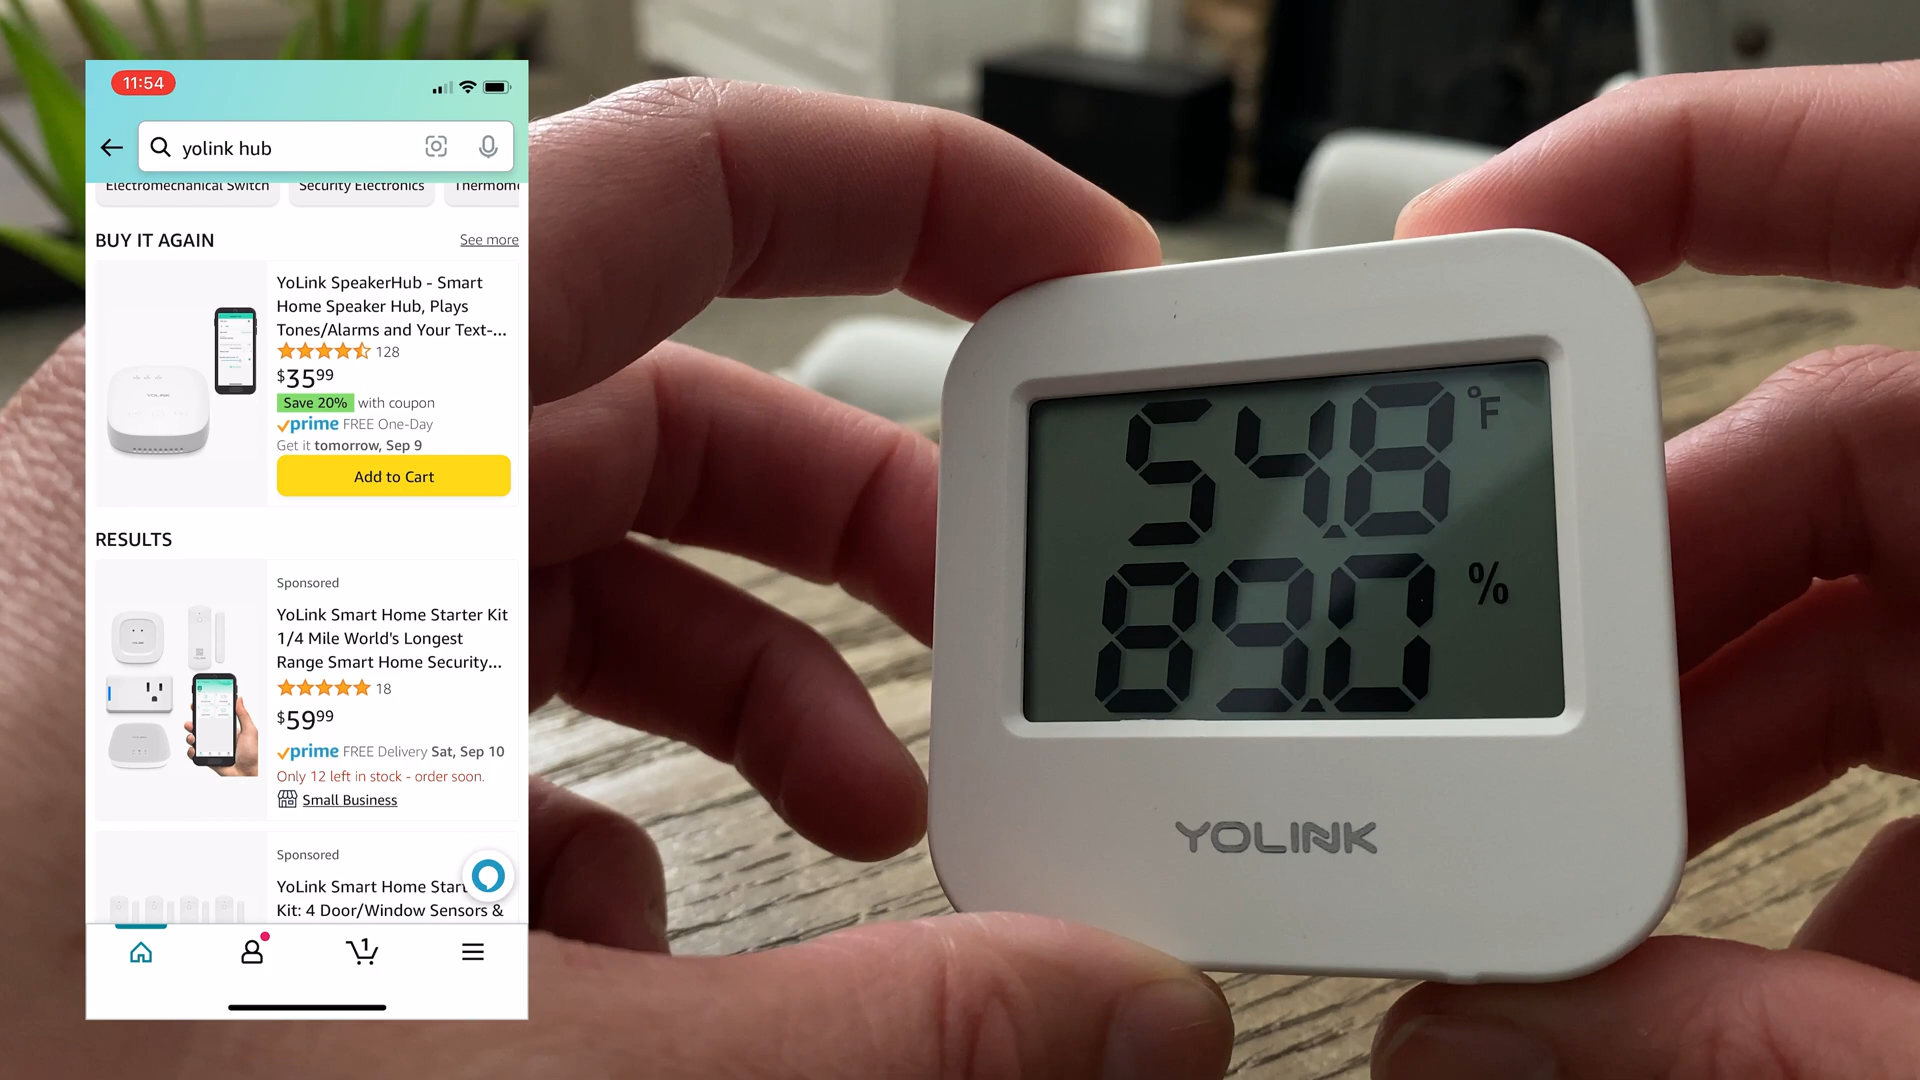 11:54
yolink hub
Electromechanical Switch
Security Electronics
BUY IT AGAIN
See more
YoLink SpeakerHub - Smart
Home Speaker Hub, Plays
Tones/Alarms and Your Text-...
128
$35.99
Save 20% with coupon
prime FREE One-Day
Get it tomorrow, Sep 9
Add to Cart
RESULTS
Sponsored
YoLink Smart Home Starter Kit
1/4 Mile World's Longest
Range Smart Home Security...
18
$59.99
prime FREE Delivery Sat, Sep 10
Only 12 left in stock - order soon.
Small Business
Sponsored
YoLink Smart Home Start
Kit: 4 Door/Window Sensors &
1
54.8 °F
89.0 %
YOLINK